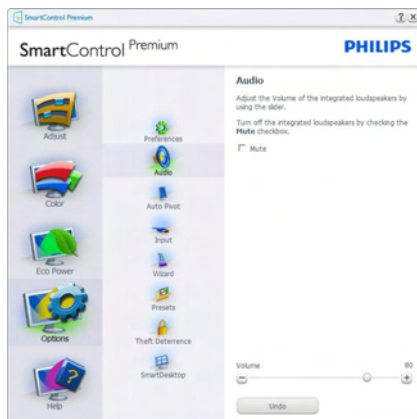 SmartControl Premium
SmartControl Premium
PHILIPS
Adjust
Color
Eco Power
Options
Help
Preferences
Audio
Auto Pivot
Input
Wizard
Presets
Theft Deterrence
SmartDesktop
Audio
Adjust the Volume of the integrated loudspeakers by
using the slider.
Turn off the integrated loudspeakers by checking the
Mute checkbox.
Mute
Volume 80
Undo